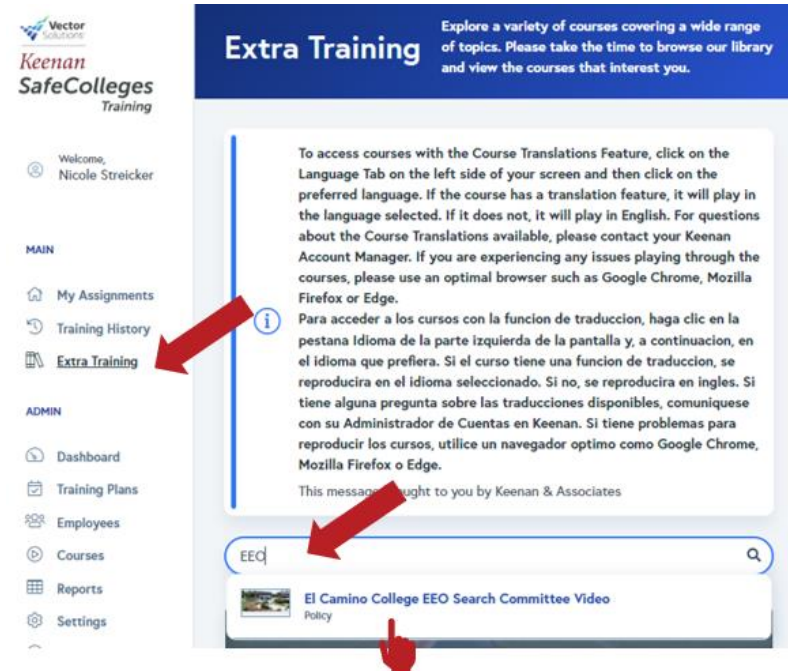 Vector
Solutions
Keenan
SafeColleges
Training
Welcome,
Nicole Streicker
MAIN
My Assignments
Training History
Extra Training
ADMIN
Dashboard
Training Plans
Employees
Courses
Reports
Settings
Extra Training
Explore a variety of courses covering a wide range
of topics. Please take the time to browse our library
and view the courses that interest you.
To access courses with the Course Translations Feature, click on the
Language Tab on the left side of your screen and then click on the
preferred language. If the course has a translation feature, it will play in
the language selected. If it does not, it will play in English. For questions
about the Course Translations available, please contact your Keenan
Account Manager. If you are experiencing any issues playing through the
courses, please use an optimal browser such as Google Chrome, Mozilla
Firefox or Edge.
Para acceder a los cursos con la funcion de traduccion, haga clic en la
pestana Idioma de la parte izquierda de la pantalla y, a continuacion, en
el idioma que prefiera. Si el curso tiene una funcion de traduccion, se
reproducira en el idioma seleccionado. Si no, se reproducira en ingles. Si
tiene alguna pregunta sobre las traducciones disponibles, comuniquese
con su Administrador de Cuentas en Keenan. Si tiene problemas para
reproducir los cursos, utilice un navegador optimo como Google Chrome,
Mozilla Firefox o Edge.
This message to you by Keenan & Associates
EEO
El Camino College EEO Search Committee Video
Policy